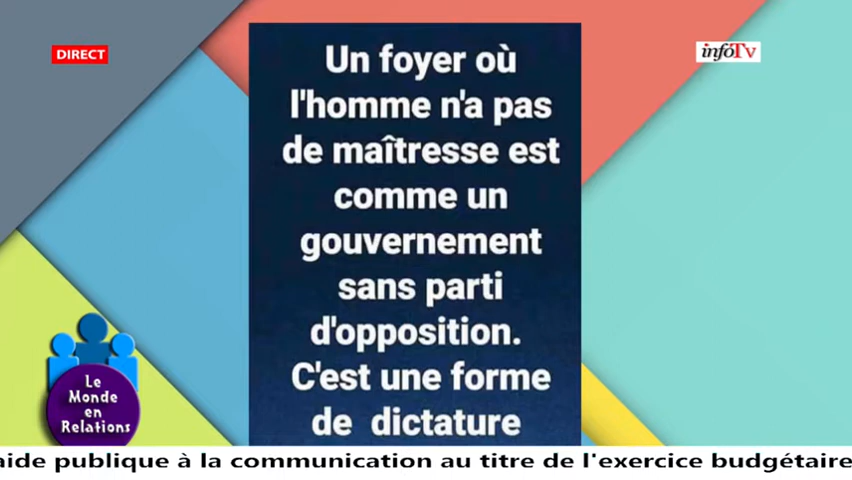 DIRECT
infoTv
Un foyer où
l'homme n'a pas
de maîtresse est
comme un
gouvernement
sans parti
d'opposition.
C'est une forme
de dictature
Le
Monde
en
Relations
aide publique à la communication au titre de l'exercice budgétaire